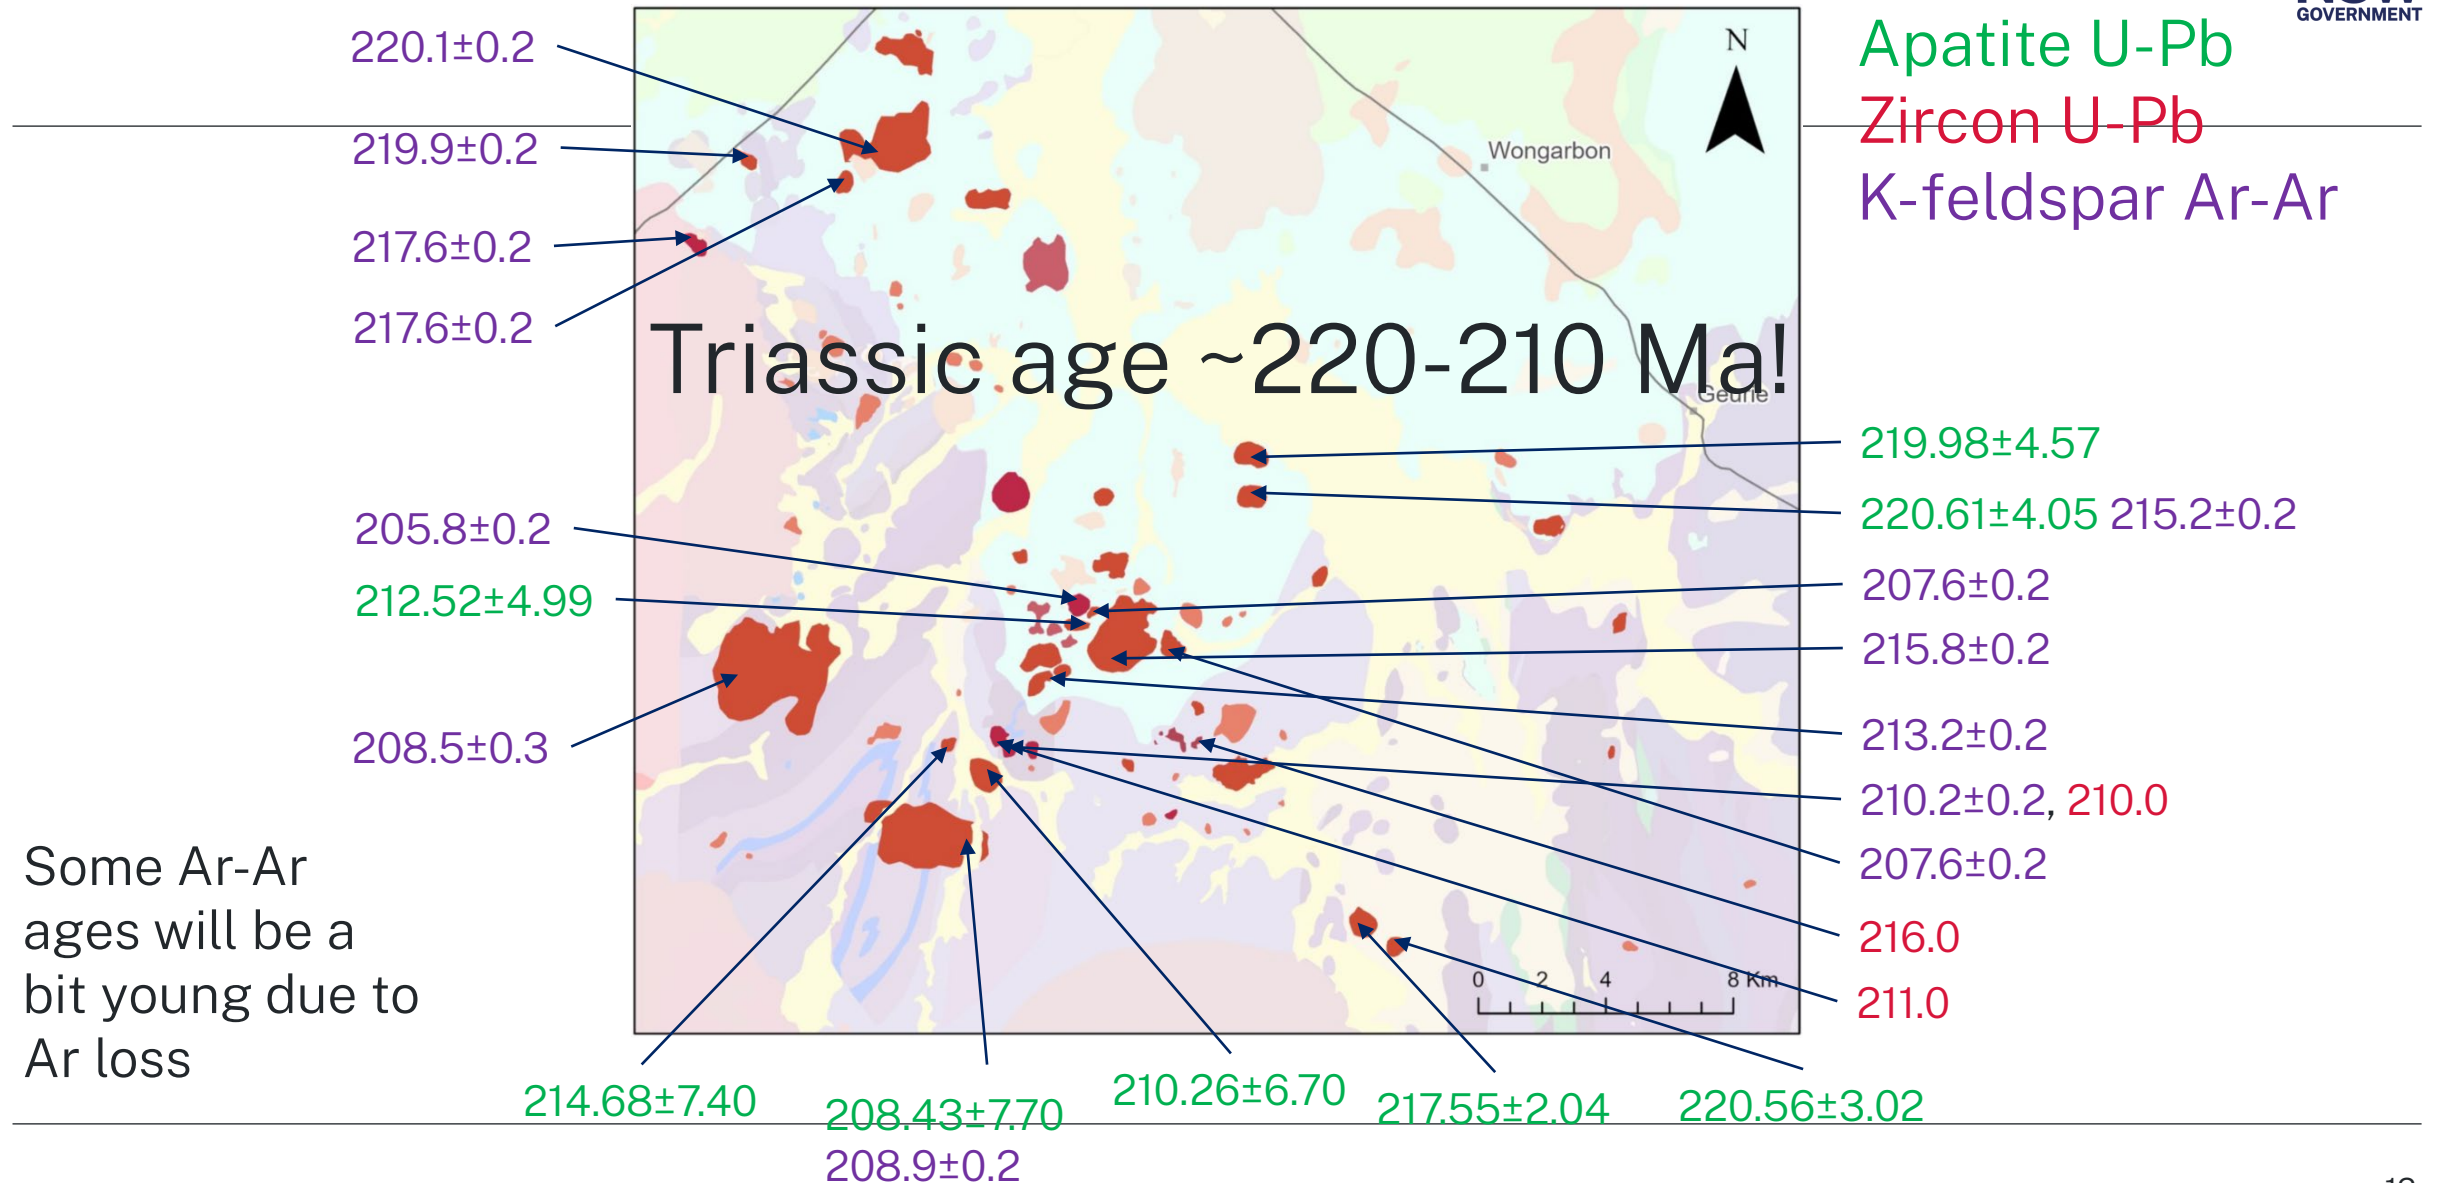 GOVERNMENT
Apatite U-Pb
Zircon U-Pb
K-feldspar Ar-Ar
220.1±0.2
219.9±0.2
217.6±0.2
217.6±0.2
N
Wongarbon
Triassic age ~220-210 Ma!
Geurie
205.8±0.2
212.52±4.99
208.5±0.3
219.98±4.57
220.61±4.05 215.2±0.2
207.6±0.2
215.8±0.2
213.2±0.2
210.2±0.2, 210.0
207.6±0.2
216.0
211.0
0 2 4 8 Km
Some Ar-Ar
ages will be a
bit young due to
Ar loss
214.68±7.40
208.43±7.70
208.9±0.2
210.26±6.70
217.55±2.04
220.56±3.02